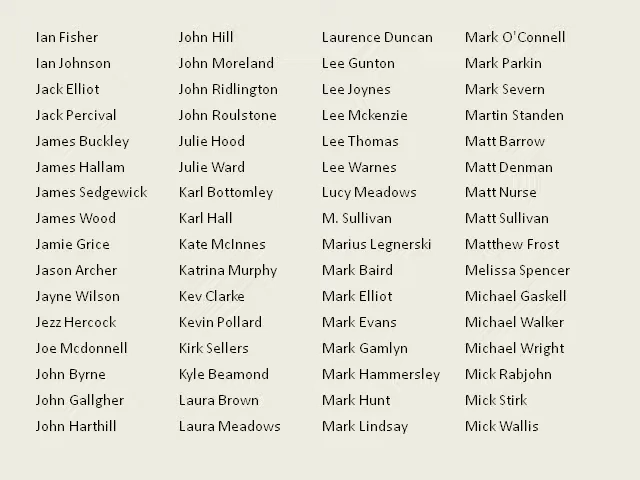 Ian Fisher
Ian Johnson
Jack Elliot
Jack Percival
James Buckley
James Hallam
James Sedgewick
James Wood
Jamie Grice
Jason Archer
Jayne Wilson
Jezz Hercock
Joe Mcdonnell
John Byrne
John Gallgher
John Harthill
John Hill
John Moreland
John Ridlington
John Roulstone
Julie Hood
Julie Ward
Karl Bottomley
Karl Hall
Kate McInnes
Katrina Murphy
Kev Clarke
Kevin Pollard
Kirk Sellers
Kyle Beamond
Laura Brown
Laura Meadows
Laurence Duncan
Lee Gunton
Lee Joynes
Lee Mckenzie
Lee Thomas
Lee Warnes
Lucy Meadows
M. Sullivan
Marius Legnerski
Mark Baird
Mark Elliot
Mark Evans
Mark Gamlyn
Mark Hammersley
Mark Hunt
Mark Lindsay
Mark O'Connell
Mark Parkin
Mark Severn
Martin Standen
Matt Barrow
Matt Denman
Matt Nurse
Matt Sullivan
Matthew Frost
Melissa Spencer
Michael Gaskell
Michael Walker
Michael Wright
Mick Rabjohn
Mick Stirk
Mick Wallis